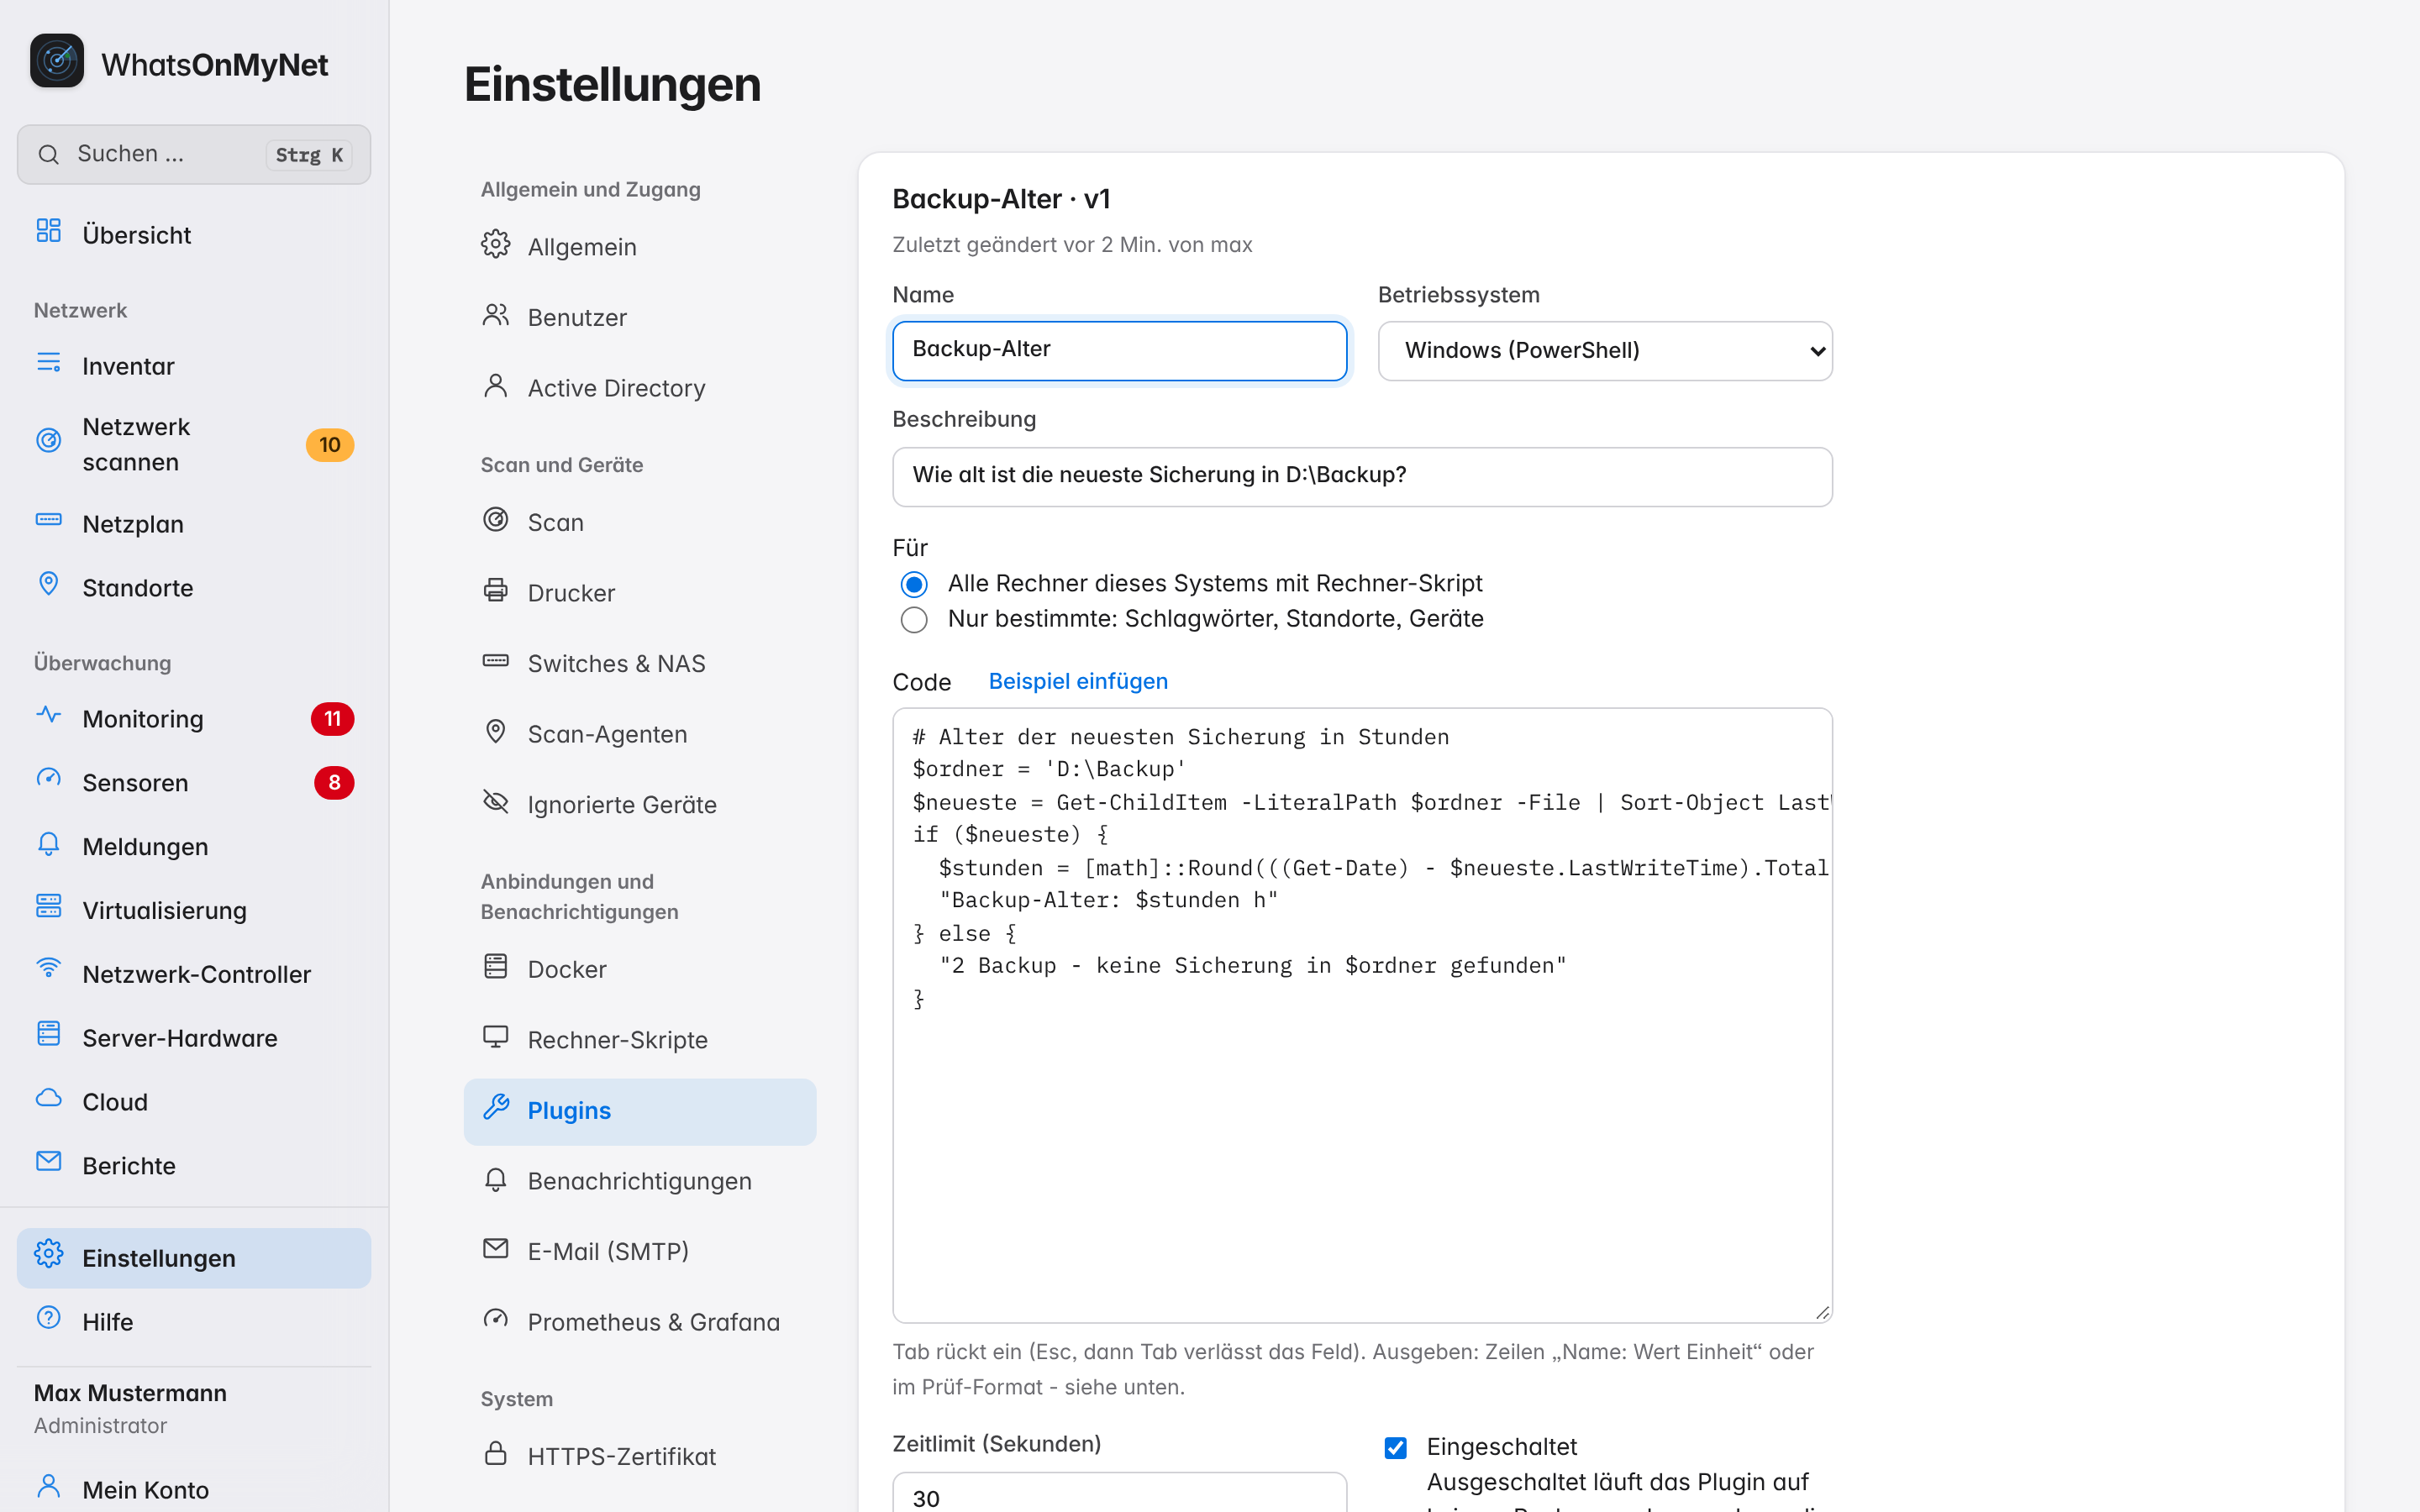 WhatsOnMyNet
Suchen ...
Strg K
Übersicht
Netzwerk
Inventar
Netzwerk
scannen
10
Netzplan
Standorte
Überwachung
Monitoring
11
Sensoren
8
Meldungen
Virtualisierung
Netzwerk-Controller
Server-Hardware
Cloud
Berichte
Einstellungen
Hilfe
Max Mustermann
Administrator
Mein Konto
Einstellungen
Allgemein und Zugang
Allgemein
Benutzer
Active Directory
Scan und Geräte
Scan
Drucker
Switches & NAS
Scan-Agenten
Ignorierte Geräte
Anbindungen und
Benachrichtigungen
Docker
Rechner-Skripte
Plugins
Benachrichtigungen
E-Mail (SMTP)
Prometheus & Grafana
System
HTTPS-Zertifikat
Backup-Alter · v1
Zuletzt geändert vor 2 Min. von max
Name
Backup-Alter
Betriebssystem
Windows (PowerShell)
Beschreibung
Wie alt ist die neueste Sicherung in D:\Backup?
Für
Alle Rechner dieses Systems mit Rechner-Skript
Nur bestimmte: Schlagwörter, Standorte, Geräte
Code
Beispiel einfügen
# Alter der neuesten Sicherung in Stunden
$ordner = 'D:\Backup'
$neueste = Get-ChildItem -LiteralPath $ordner -File | Sort-Object Last
if ($neueste) {
  $stunden = [math]::Round(((Get-Date) - $neueste.LastWriteTime).Total
  "Backup-Alter: $stunden h"
} else {
  "2 Backup - keine Sicherung in $ordner gefunden"
}
Tab rückt ein (Esc, dann Tab verlässt das Feld). Ausgeben: Zeilen „Name: Wert Einheit“ oder
im Prüf-Format - siehe unten.
Zeitlimit (Sekunden)
30
Eingeschaltet
Ausgeschaltet läuft das Plugin auf